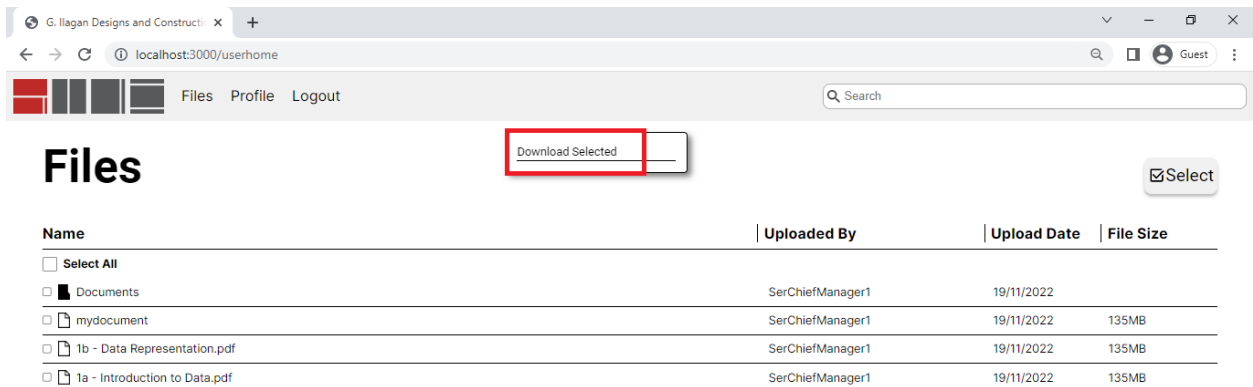 G. Ilagan Designs and Constructi
localhost:3000/userhome
Guest
Files Profile Logout
Search
Files
Download Selected
Select
Name Uploaded By Upload Date File Size
Select All
Documents SerChiefManager1 19/11/2022
mydocument SerChiefManager1 19/11/2022 135MB
1b - Data Representation.pdf SerChiefManager1 19/11/2022 135MB
1a - Introduction to Data.pdf SerChiefManager1 19/11/2022 135MB